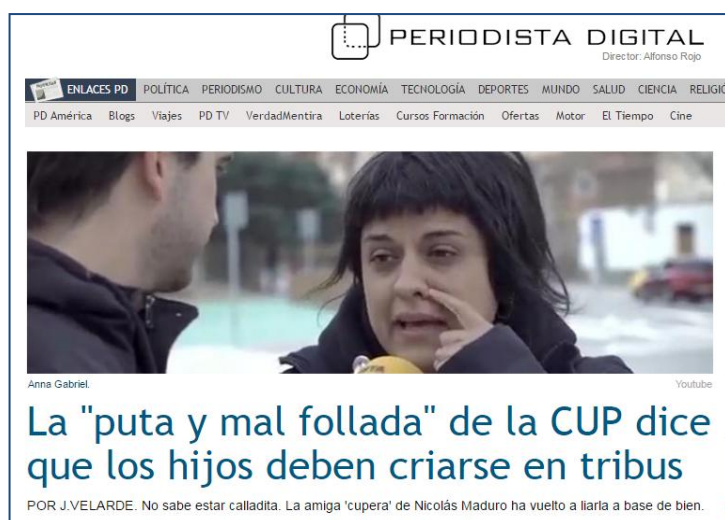 PERIODISTA DIGITAL
Director: Alfonso Rojo
ENLACES PD POLÍTICA PERIODISMO CULTURA ECONOMÍA TECNOLOGÍA DEPORTES MUNDO SALUD CIENCIA RELIGIÓ
PD América Blogs Viajes PD TV VerdadMentira Loterías Cursos Formación Ofertas Motor El Tiempo Cine
Anna Gabriel.
Youtube
La "puta y mal follada" de la CUP dice
que los hijos deben criarse en tribus
POR J.VELARDE. No sabe estar calladita. La amiga 'cupera' de Nicolás Maduro ha vuelto a liarla a base de bien.